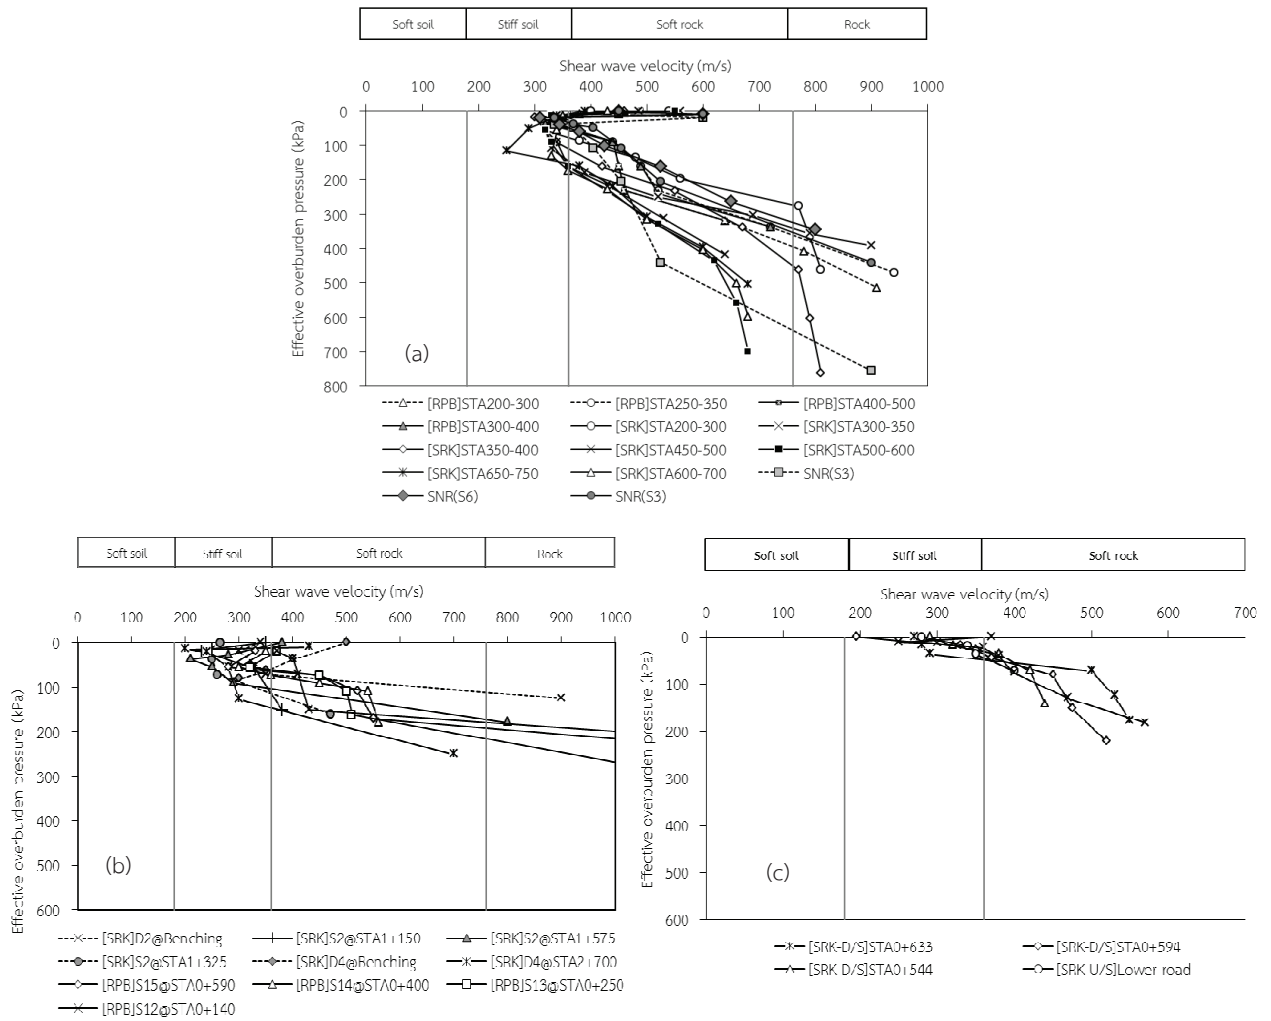 Soft soil Stiff soil Soft rock Rock
Shear wave velocity (m/s)
0 100 200 300 400 500 600 700 800 900 1000
0
100
200
300
400
500
600
700
800
Effective overburden pressure (kPa)
(a)
[RPB]STA200-300 [RPB]STA250-350 [RPB]STA400-500
[RPB]STA300-400 [SRK]STA200-300 [SRK]STA300-350
[SRK]STA350-400 [SRK]STA450-500 [SRK]STA500-600
[SRK]STA650-750 [SRK]STA600-700 SNR(S3)
SNR(S6) SNR(S3)
Soft soil Stiff soil Soft rock Rock
Shear wave velocity (m/s)
0 100 200 300 400 500 600 700 800 900 1000
0
100
200
300
400
500
600
Effective overburden pressure (kPa)
(b)
[SRK]D2@Benching [SRK]S2@STA1+150 [SRK]S2@STA1+575
[SRK]S2@STA1+325 [SRK]D4@Benching [SRK]D4@STA2+700
[RPB]S15@STA0+590 [RPB]S14@STA0+400 [RPB]S13@STA0+250
[RPB]S12@STA0+140
Soft soil Stiff soil Soft rock
Shear wave velocity (m/s)
0 100 200 300 400 500 600 700
0
100
200
300
400
500
600
Effective overburden pressure (kPa)
(c)
[SRK-D/S]STA0+633 [SRK-D/S]STA0+594
[SRK-D/S]STA0+544 [SRK-U/S]Lower road